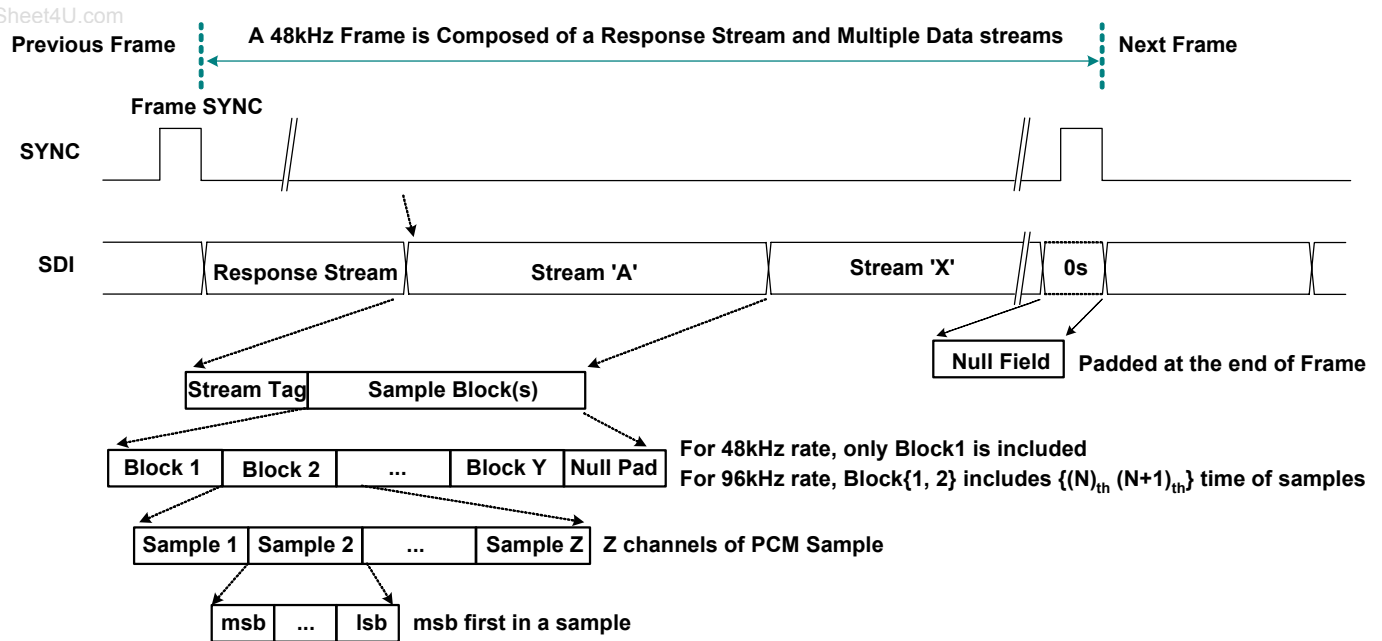 Sheet4U.com
Previous Frame
A 48kHz Frame is Composed of a Response Stream and Multiple Data streams
Next Frame
Frame SYNC
SYNC
SDI
Response Stream
Stream 'A'
Stream 'X'
0s
Null Field
Padded at the end of Frame
Stream Tag
Sample Block(s)
Block 1
Block 2
...
Block Y
Null Pad
For 48kHz rate, only Block1 is included
For 96kHz rate, Block{1, 2} includes {(N)th (N+1)th} time of samples
Sample 1
Sample 2
...
Sample Z
Z channels of PCM Sample
msb
...
lsb
msb first in a sample